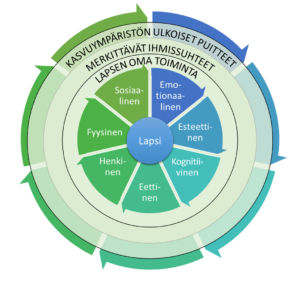 KASVUYMPÄRISTÖN ULKOISET PUITTEET
MERKITTÄVÄT IHMISSUHTEET
LAPSEN OMA TOIMINTA
Sosiaa-
linen
Emo-
tionaa-
linen
Fyysinen
Lapsi
Esteetti-
nen
Henki-
nen
Kognitii-
vinen
Eetti-
nen